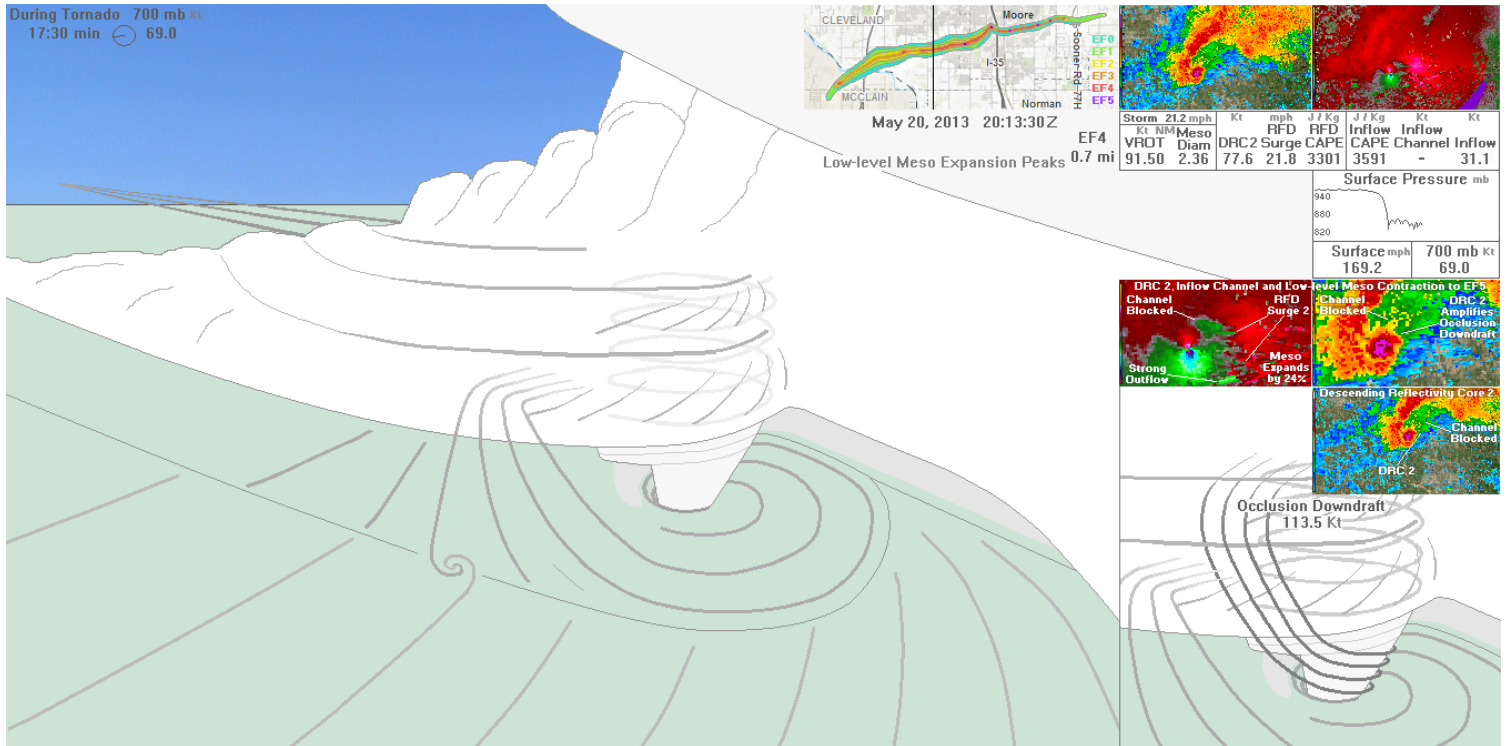 During Tornado 700 mb Kt
17:30 min 69.0
CLEVELAND
Moore
I-35
MCCLAIN
Norman
Sooner-Rd-77H
EF0
EF1
EF2
EF3
EF4
EF5
May 20, 2013 20:13:30Z
EF4
Low-level Meso Expansion Peaks 0.7 mi
Storm 21.2 mph Kt mph J / Kg J / Kg Kt Kt
Kt NM Meso RFD RFD Inflow Inflow
VROT Diam DRC2 Surge CAPE CAPE Channel Inflow
91.50 2.36 77.6 21.8 3301 3591 - 31.1
Surface Pressure mb
940
880
820
Surface mph 700 mb Kt
169.2 69.0
DRC 2, Inflow Channel and Low-level Meso Contraction to EF5
Channel
Blocked
RFD
Surge 2
Strong
Outflow
Meso
Expands
by 24%
Channel
Blocked
DRC 2
Amplifies
Occlusion
Downdraft
Descending Reflectivity Core 2
Channel
Blocked
DRC 2
Occlusion Downdraft
113.5 Kt